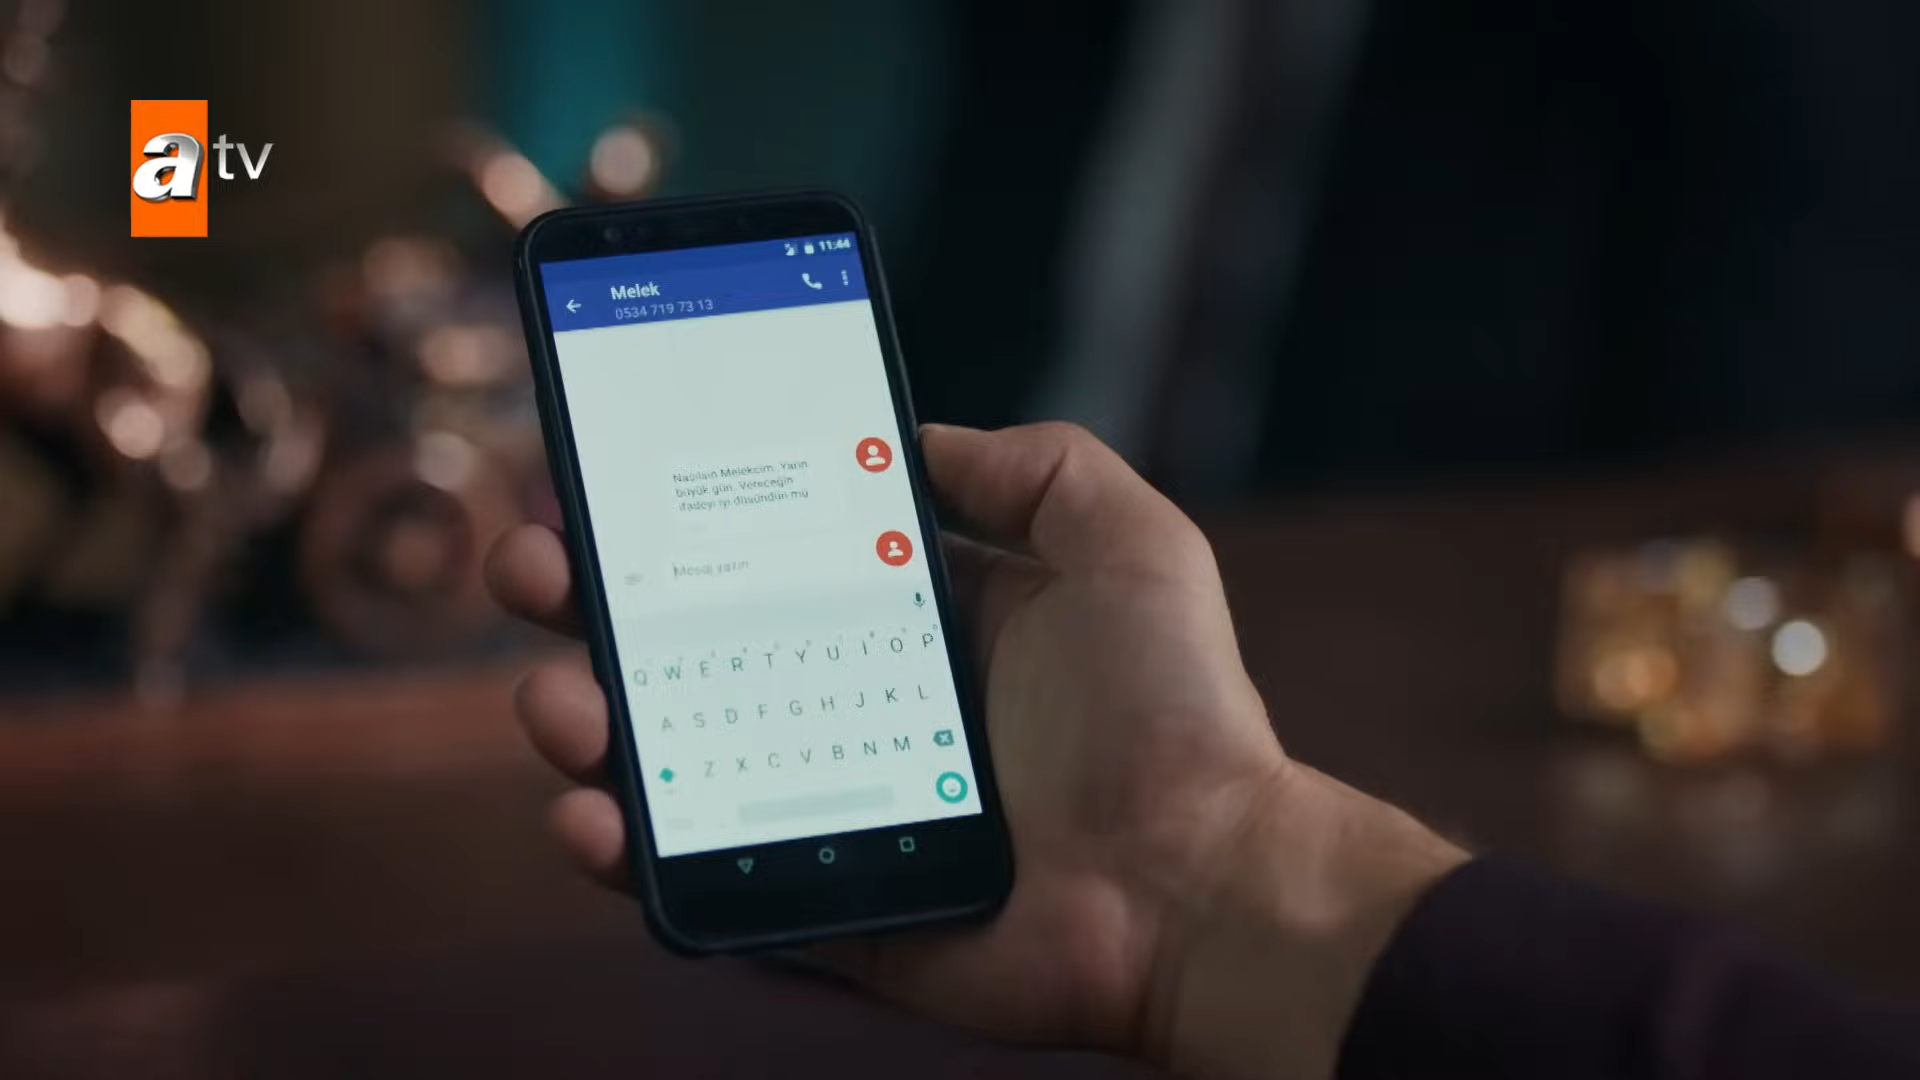 atv
11:44
Melek
0534 719 73 13
Nasılsın Melekcim. Yarın
büyük gün. Vereceğin
ifadeyi iyi düşündün mü
Mesaj yazın
Q W E R T Y U I O P
A S D F G H J K L
Z X C V B N M